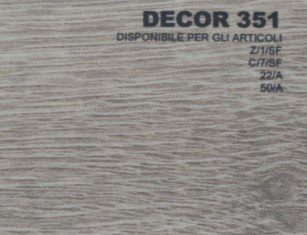 DECOR 351
DISPONIBILE PER GLI ARTICOLI
Z/1/SF
C/7/SF
22/A
50/A